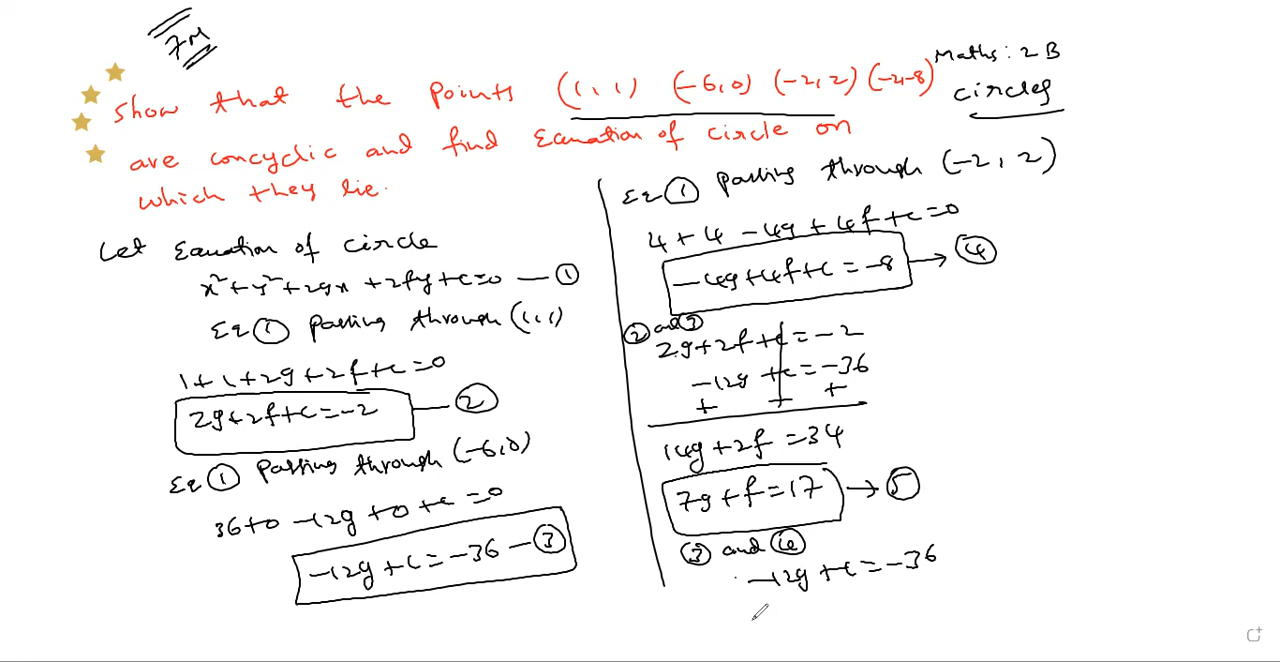 7M
Maths: 2B
circles
Show that the Points (1,1) (-6,0) (-2,2) (-2,-8)
are concyclic and find Equation of circle on
which they lie.
Let Equation of circle
x²+y²+2gx+2fy+c=0 — ①
Eq ① Passing through (1,1)
1+1+2g+2f+c=0
2g+2f+c=-2 — ②
Eq ① Passing through (-6,0)
36+0-12g+0+c=0
-12g+c=-36 — ③
Eq ① Passing through (-2,2)
4+4-4g+4f+c=0
-4g+4f+c=-8 → ④
② and ③
2g+2f+c=-2
-12g+c=-36
+ - +
14g+2f=34
7g+f=17 → ⑤
③ and ④
-12g+c=-36